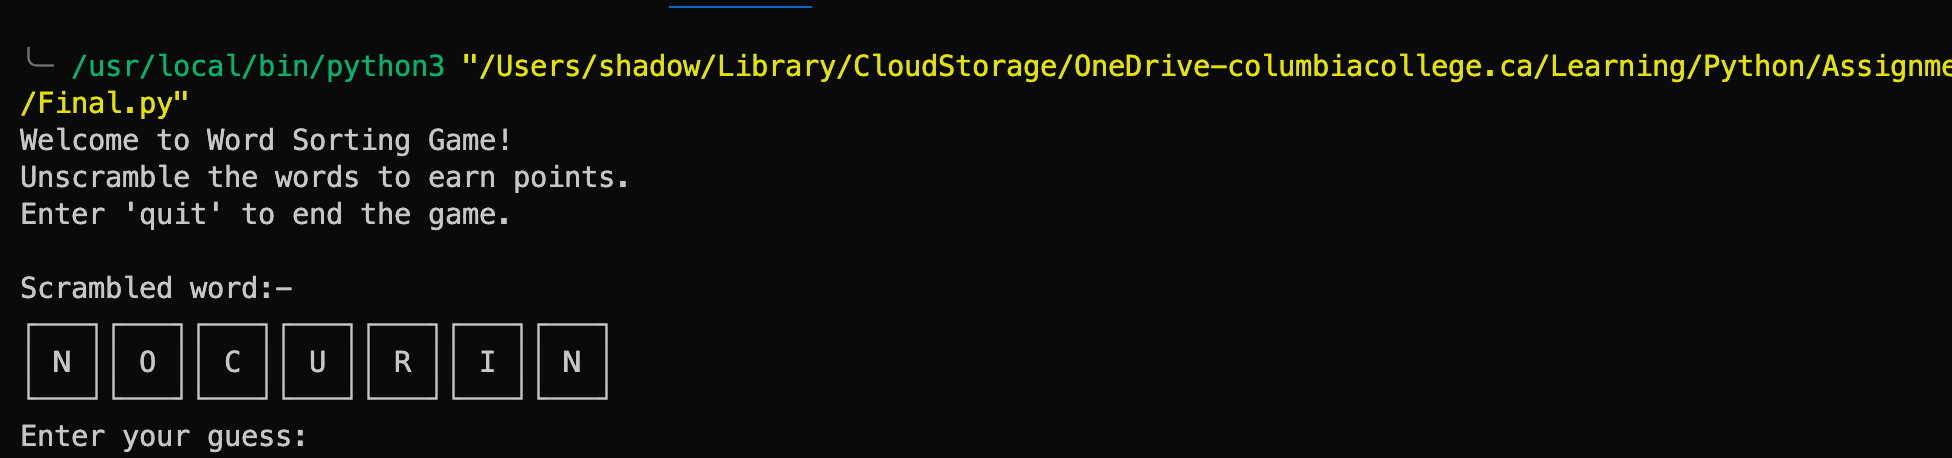 /usr/local/bin/python3 "/Users/shadow/Library/CloudStorage/OneDrive-columbiacollege.ca/Learning/Python/Assignme
/Final.py"
Welcome to Word Sorting Game!
Unscramble the words to earn points.
Enter 'quit' to end the game.
Scrambled word:-
N O C U R I N
Enter your guess: